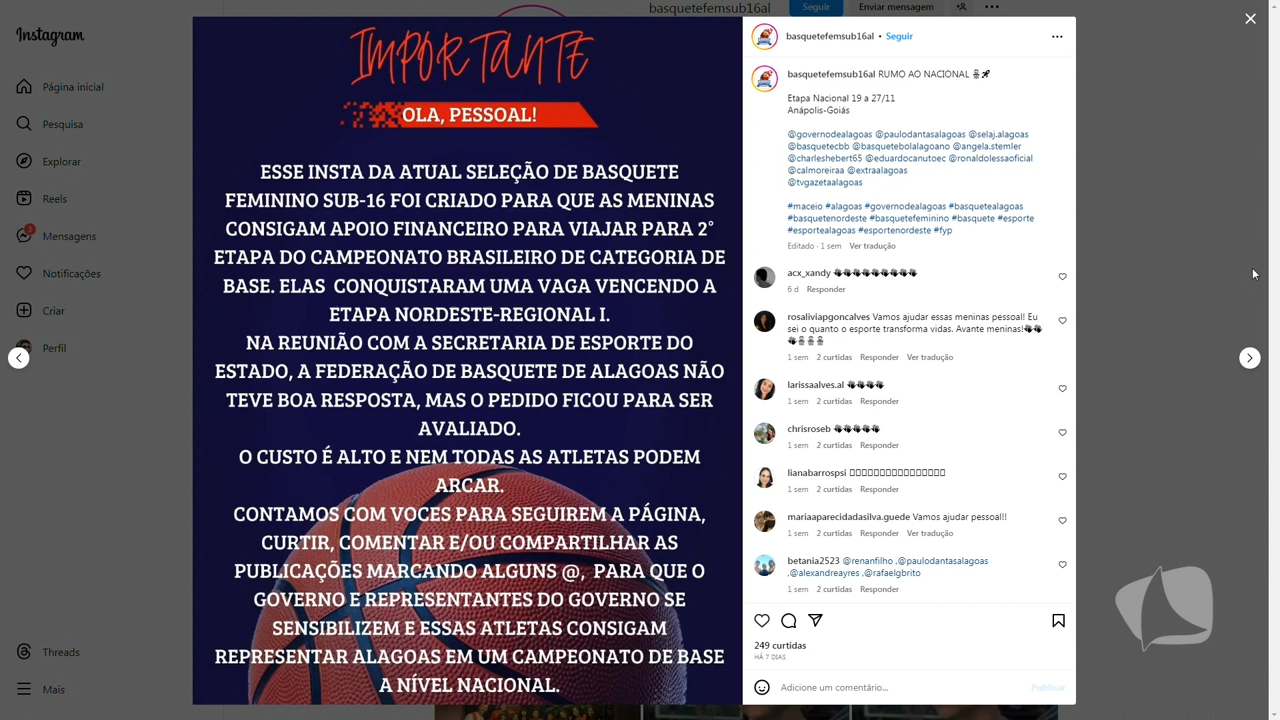 basquetefemsub16al
Seguir
Enviar mensagem
Instagram
Página inicial
Pesquisa
Explorar
Reels
3
Mensagens
Notificações
Criar
Perfil
Threads
Mais
IMPORTANTE
OLA, PESSOAL!
ESSE INSTA DA ATUAL SELEÇÃO DE BASQUETE
FEMININO SUB-16 FOI CRIADO PARA QUE AS MENINAS
CONSIGAM APOIO FINANCEIRO PARA VIAJAR PARA 2°
ETAPA DO CAMPEONATO BRASILEIRO DE CATEGORIA DE
BASE. ELAS CONQUISTARAM UMA VAGA VENCENDO A
ETAPA NORDESTE-REGIONAL I.
NA REUNIÃO COM A SECRETARIA DE ESPORTE DO
ESTADO, A FEDERAÇÃO DE BASQUETE DE ALAGOAS NÃO
TEVE BOA RESPOSTA, MAS O PEDIDO FICOU PARA SER
AVALIADO.
O CUSTO É ALTO E NEM TODAS AS ATLETAS PODEM
ARCAR.
CONTAMOS COM VOCES PARA SEGUIREM A PÁGINA,
CURTIR, COMENTAR E/OU COMPARTILHAR AS
PUBLICAÇÕES MARCANDO ALGUNS @, PARA QUE O
GOVERNO E REPRESENTANTES DO GOVERNO SE
SENSIBILIZEM E ESSAS ATLETAS CONSIGAM
REPRESENTAR ALAGOAS EM UM CAMPEONATO DE BASE
A NÍVEL NACIONAL.
basquetefemsub16al • Seguir
basquetefemsub16al RUMO AO NACIONAL
Etapa Nacional 19 a 27/11
Anápolis-Goiás
@governodealagoas @paulodantasalagoas @selaj.alagoas
@basquetecbb @basquetebolalagoano @angela.stemler
@charleshebert65 @eduardocanutoec @ronaldolessaoficial
@calmoreiraa @extraalagoas
@tvgazetaalagoas
#maceio #alagoas #governodealagoas #basquetealagoas
#basquetenordeste #basquetefeminino #basquete #esporte
#esportealagoas #esportenordeste #fyp
Editado · 1 sem Ver tradução
acx_xandy
6 d Responder
rosaliviapgoncalves Vamos ajudar essas meninas pessoal! Eu
sei o quanto o esporte transforma vidas. Avante meninas!
1 sem 2 curtidas Responder Ver tradução
larissaalves.al
1 sem 2 curtidas Responder
chrisroseb
1 sem 2 curtidas Responder
lianabarrospsi
1 sem 2 curtidas Responder
mariaaparecidadasilva.guede Vamos ajudar pessoal!!
1 sem 2 curtidas Responder Ver tradução
betania2523 @renanfilho ,@paulodantasalagoas
,@alexandreayres ,@rafaelgbrito
1 sem 2 curtidas Responder
249 curtidas
HÁ 7 DIAS
Adicione um comentário...
Publicar